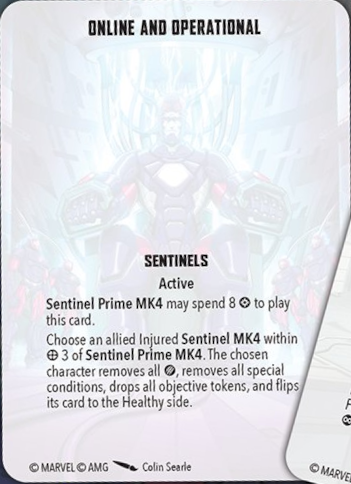 ONLINE AND OPERATIONAL
SENTINELS
Active
Sentinel Prime MK4 may spend 8 to play
this card.
Choose an allied Injured Sentinel MK4 within
3 of Sentinel Prime MK4. The chosen
character removes all , removes all special
conditions, drops all objective tokens, and flips
its card to the Healthy side.
© MARVEL © AMG Colin Searle
© MARVEL